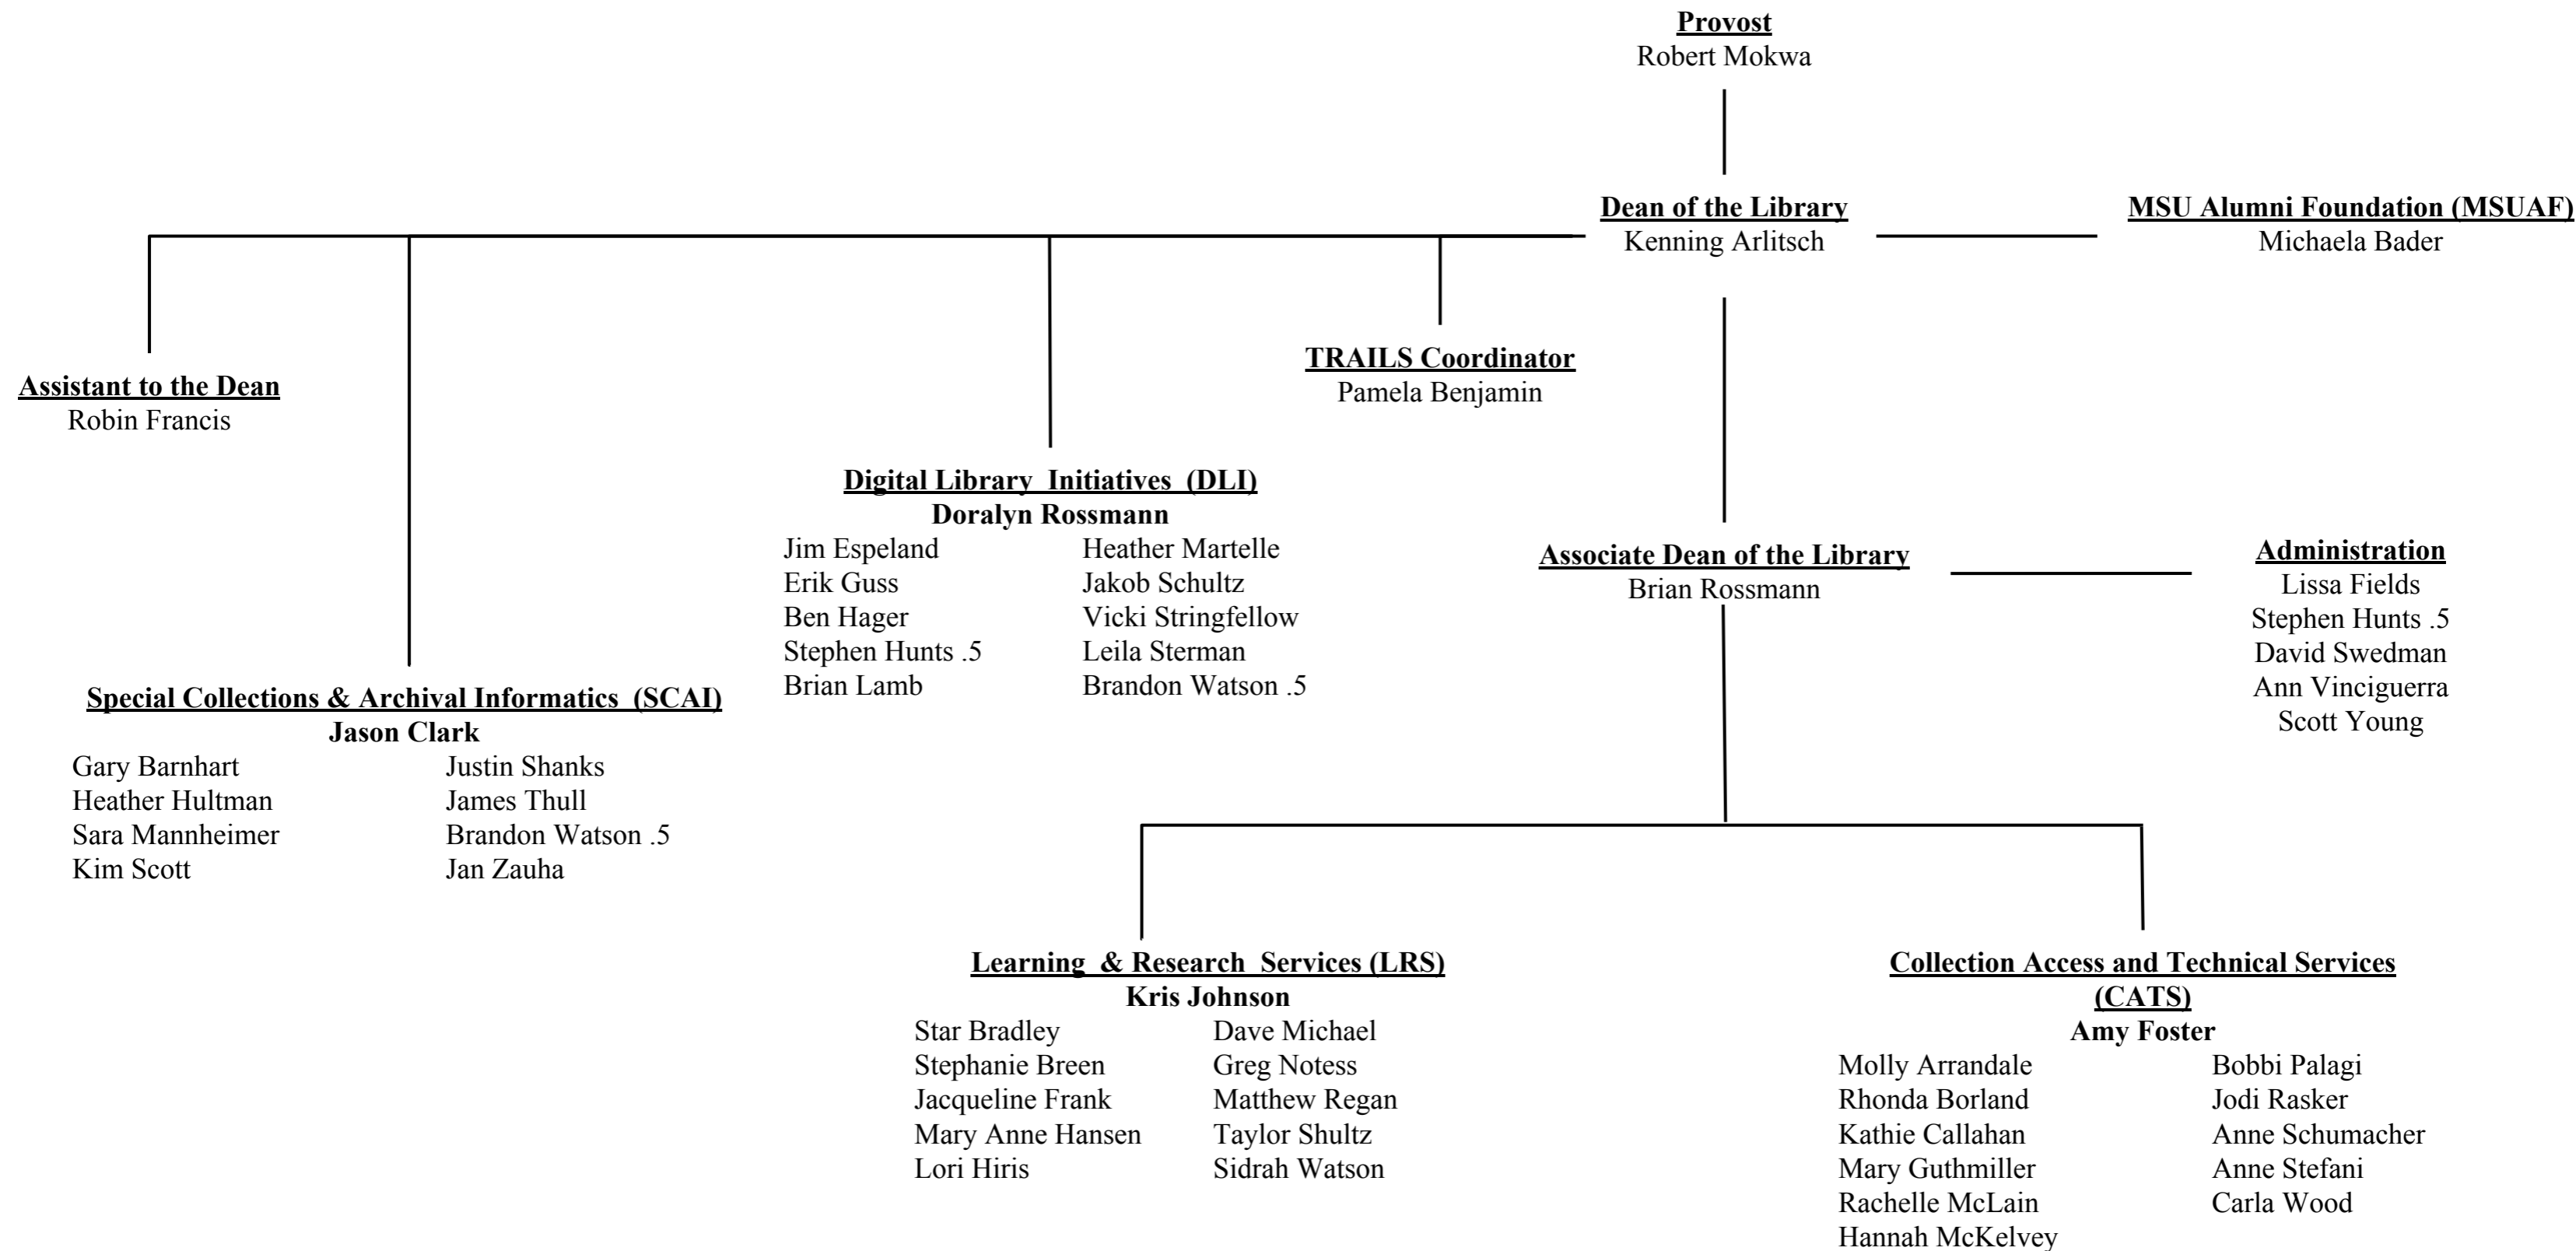 Provost
Robert Mokwa
Dean of the Library
Kenning Arlitsch
MSU Alumni Foundation (MSUAF)
Michaela Bader
Assistant to the Dean
Robin Francis
TRAILS Coordinator
Pamela Benjamin
Digital Library Initiatives (DLI)
Doralyn Rossmann
Jim Espeland
Erik Guss
Ben Hager
Stephen Hunts .5
Brian Lamb
Heather Martelle
Jakob Schultz
Vicki Stringfellow
Leila Sterman
Brandon Watson .5
Associate Dean of the Library
Brian Rossmann
Administration
Lissa Fields
Stephen Hunts .5
David Swedman
Ann Vinciguerra
Scott Young
Special Collections & Archival Informatics (SCAI)
Jason Clark
Gary Barnhart
Heather Hultman
Sara Mannheimer
Kim Scott
Justin Shanks
James Thull
Brandon Watson .5
Jan Zauha
Learning & Research Services (LRS)
Kris Johnson
Star Bradley
Stephanie Breen
Jacqueline Frank
Mary Anne Hansen
Lori Hiris
Dave Michael
Greg Notess
Matthew Regan
Taylor Shultz
Sidrah Watson
Collection Access and Technical Services
(CATS)
Amy Foster
Molly Arrandale
Rhonda Borland
Kathie Callahan
Mary Guthmiller
Rachelle McLain
Hannah McKelvey
Bobbi Palagi
Jodi Rasker
Anne Schumacher
Anne Stefani
Carla Wood